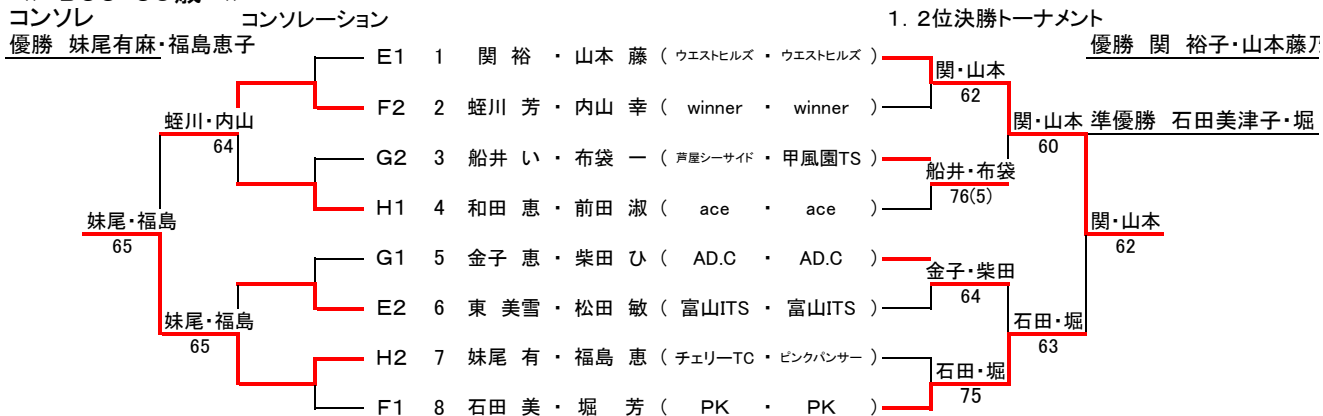 コンソレ　コンソレーション　1．2位決勝トーナメント
優勝 妹尾有麻・福島恵子　優勝 関 裕子・山本藤乃
E1 1 関 裕 ・ 山本 藤 （ ウエストヒルズ ・ ウエストヒルズ ）
関・山本
62
F2 2 蛭川 芳 ・ 内山 幸 （ winner ・ winner ）
蛭川・内山　関・山本　準優勝 石田美津子・堀
64　60
G2 3 船井 い ・ 布袋 一 （ 芦屋シーサイド ・ 甲風園TS ）
船井・布袋
76(5)
H1 4 和田 恵 ・ 前田 淑 （ ace ・ ace ）
妹尾・福島　関・山本
65　62
G1 5 金子 恵 ・ 柴田 ひ （ AD.C ・ AD.C ）
金子・柴田
64
E2 6 東 美雪 ・ 松田 敏 （ 富山ITS ・ 富山ITS ）
妹尾・福島　石田・堀
65　63
H2 7 妹尾 有 ・ 福島 恵 （ チェリーTC ・ ピンクパンサー ）
石田・堀
75
F1 8 石田 美 ・ 堀 芳 （ PK ・ PK ）